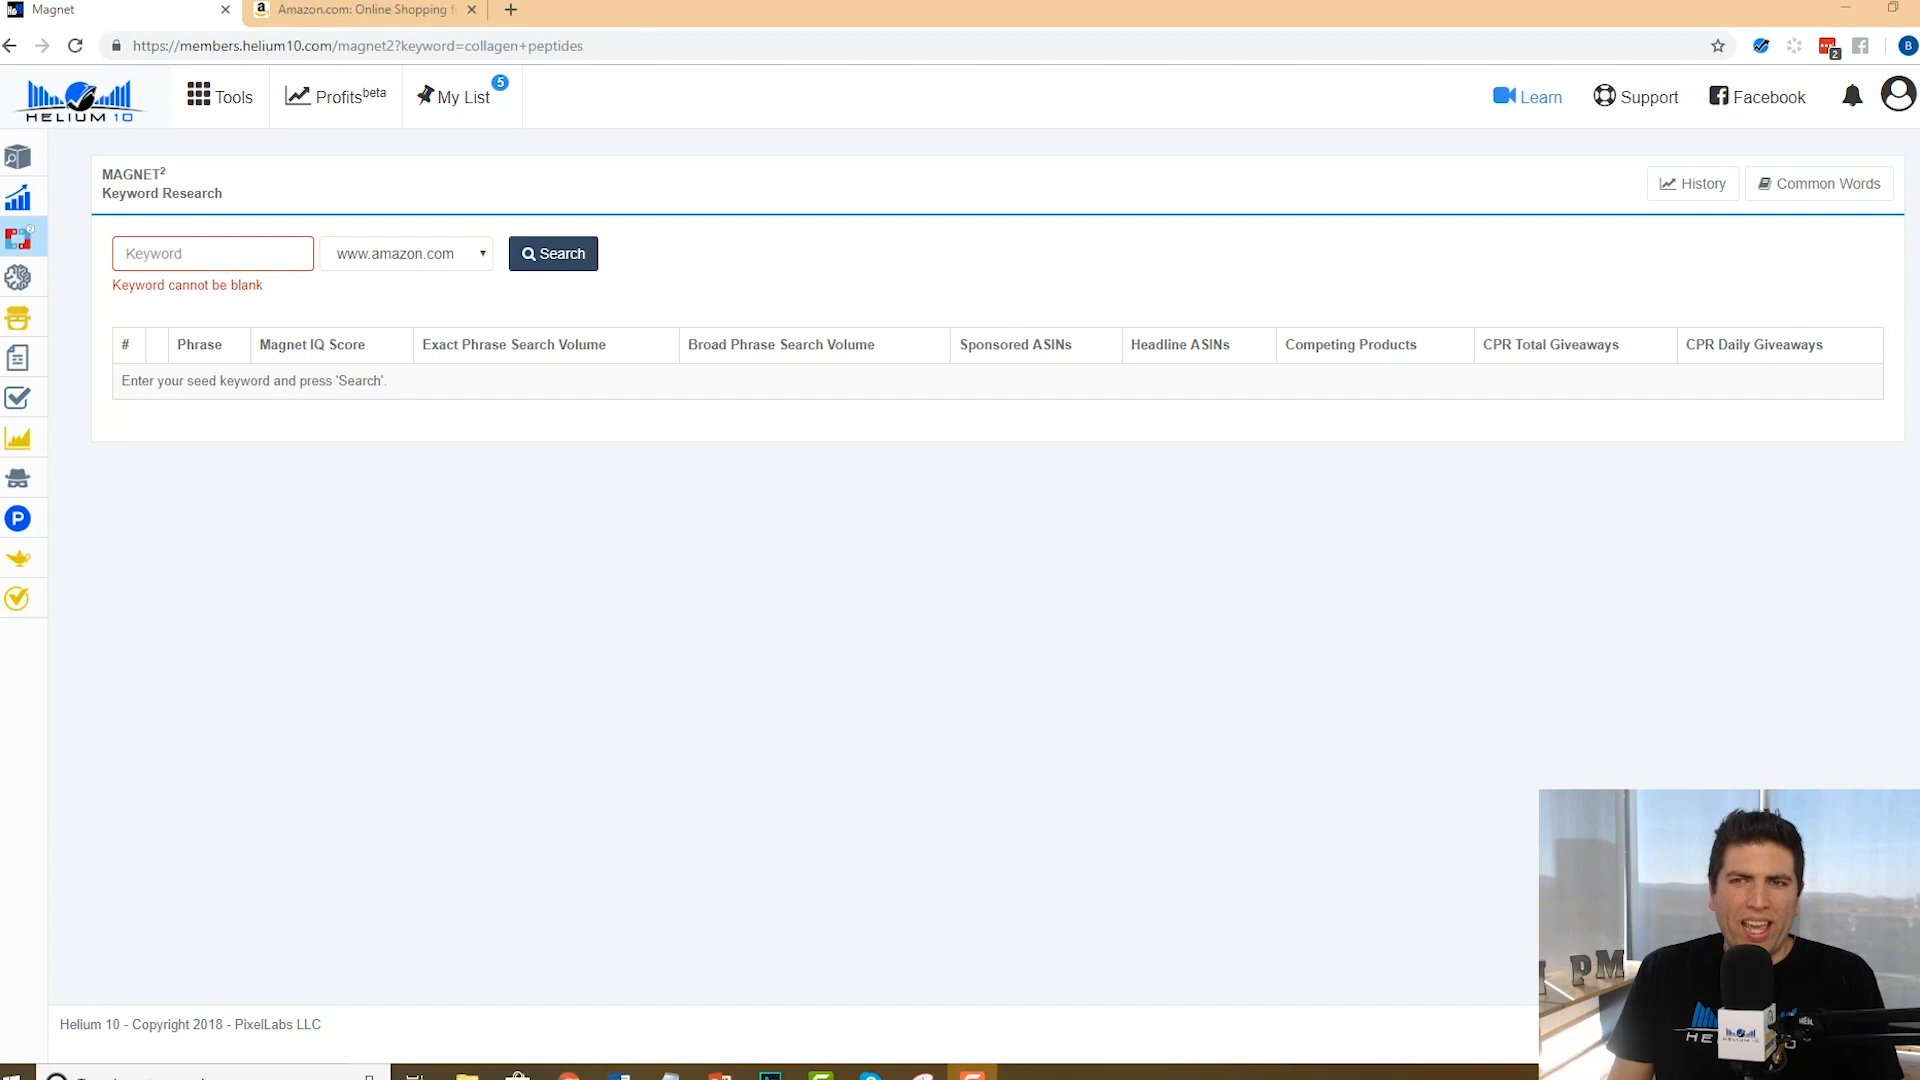 Magnet
Amazon.com: Online Shopping f
https://members.helium10.com/magnet2?keyword=collagen+peptides
2
B
HELIUM 10
Tools
Profits beta
My List
5
Learn
Support
Facebook
MAGNET²
Keyword Research
History
Common Words
Keyword
www.amazon.com
Search
Keyword cannot be blank
# Phrase Magnet IQ Score Exact Phrase Search Volume Broad Phrase Search Volume Sponsored ASINs Headline ASINs Competing Products CPR Total Giveaways CPR Daily Giveaways
Enter your seed keyword and press 'Search'.
P
PM
HELIUM 10
Helium 10 - Copyright 2018 - PixelLabs LLC